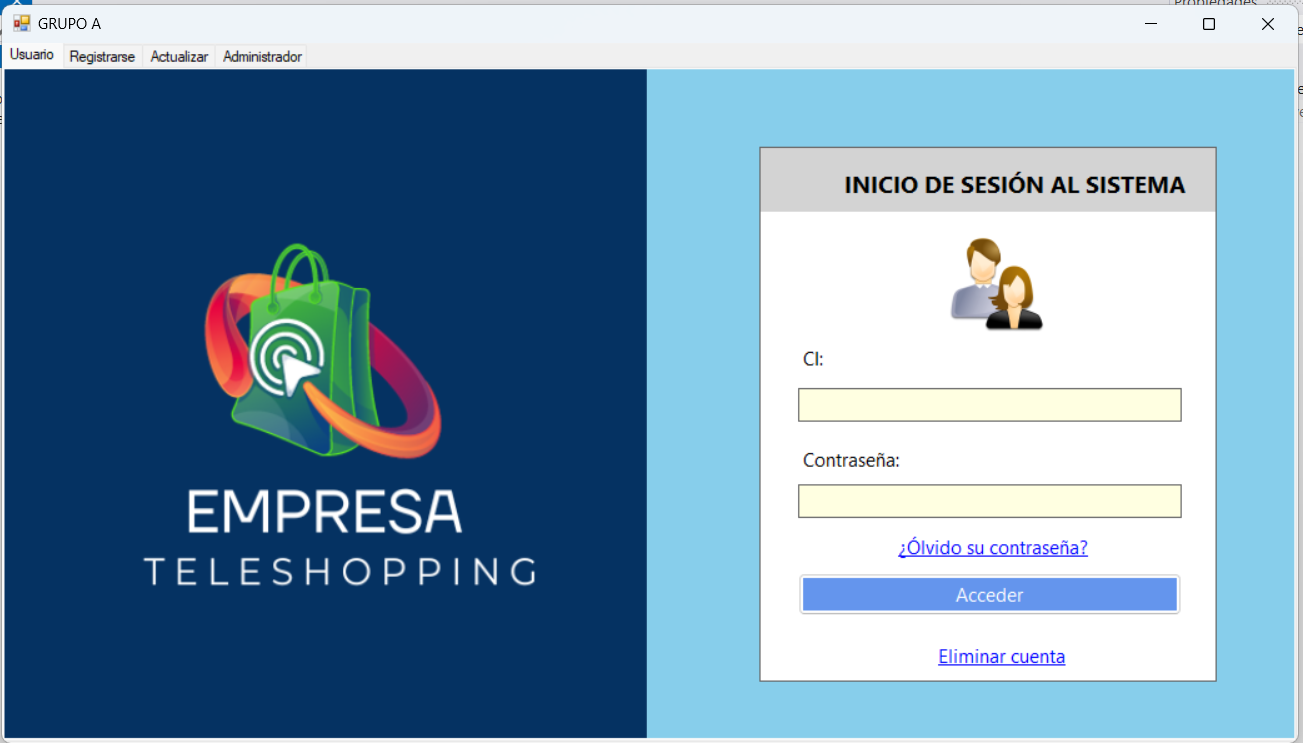 Propiedades
GRUPO A
Usuario Registrarse Actualizar Administrador
INICIO DE SESIÓN AL SISTEMA
CI:
Contraseña:
¿Ólvido su contraseña?
Acceder
Eliminar cuenta
EMPRESA
TELESHOPPING